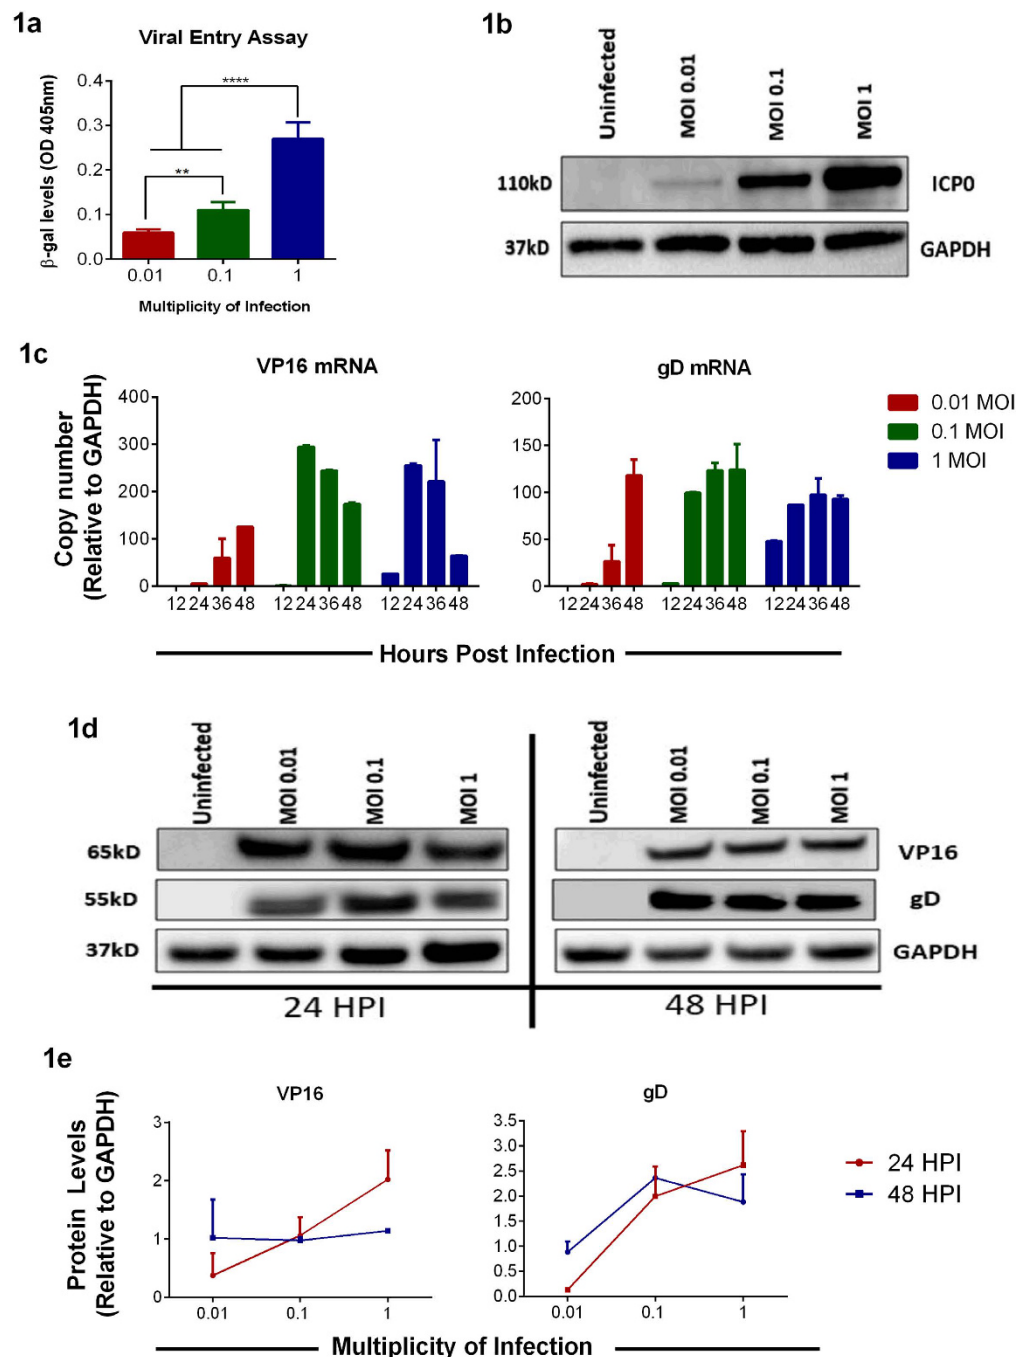 1a
Viral Entry Assay
β-gal levels (OD 405nm)
0.4
0.3
0.2
0.1
0.0
****
**
0.01 0.1 1
Multiplicity of Infection
1b
Uninfected
MOI 0.01
MOI 0.1
MOI 1
110kD
ICP0
37kD
GAPDH
1c
VP16 mRNA
gD mRNA
Copy number
(Relative to GAPDH)
400
300
200
100
0
12 24 36 48 12 24 36 48 12 24 36 48
200
150
100
50
0
12 24 36 48 12 24 36 48 12 24 36 48
0.01 MOI
0.1 MOI
1 MOI
Hours Post Infection
1d
Uninfected
MOI 0.01
MOI 0.1
MOI 1
Uninfected
MOI 0.01
MOI 0.1
MOI 1
65kD
VP16
55kD
gD
37kD
GAPDH
24 HPI
48 HPI
1e
VP16
gD
Protein Levels
(Relative to GAPDH)
3
2
1
0
0.01 0.1 1
3.5
3.0
2.5
2.0
1.5
1.0
0.5
0.0
0.01 0.1 1
24 HPI
48 HPI
Multiplicity of Infection